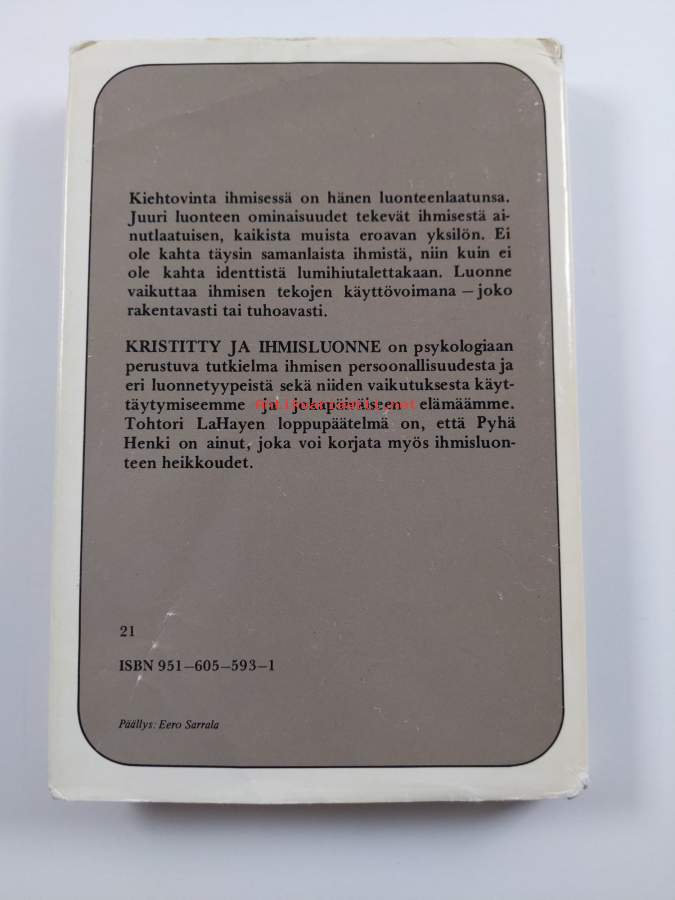 Kiehtovinta ihmisessä on hänen luonteenlaatunsa.
Juuri luonteen ominaisuudet tekevät ihmisestä ai-
nutlaatuisen, kaikista muista eroavan yksilön. Ei
ole kahta täysin samanlaista ihmistä, niin kuin ei
ole kahta identtistä lumihiutalettakaan. Luonne
vaikuttaa ihmisen tekojen käyttövoimana – joko
rakentavasti tai tuhoavasti.
KRISTITTY JA IHMISLUONNE on psykologiaan
perustuva tutkielma ihmisen persoonallisuudesta ja
eri luonnetyypeistä sekä niiden vaikutuksesta käyt-
täytymiseemme ja jokapäiväiseen elämäämme.
Tohtori LaHayen loppupäätelmä on, että Pyhä
Henki on ainut, joka voi korjata myös ihmisluon-
teen heikkoudet.
21
ISBN 951–605–593–1
Päällys: Eero Sarrala